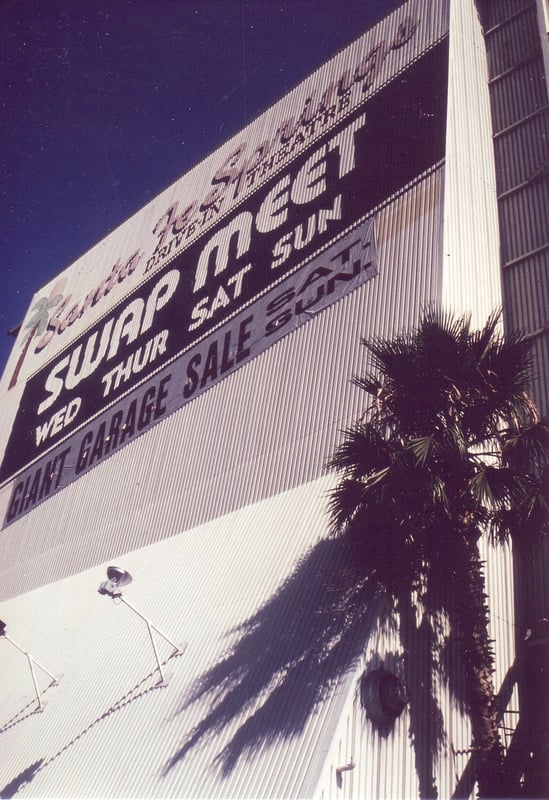 Santa Fe Springs
DRIVE-IN THEATRE
SWAP MEET
WED THUR SAT SUN
GIANT GARAGE SALE SAT.
SUN.